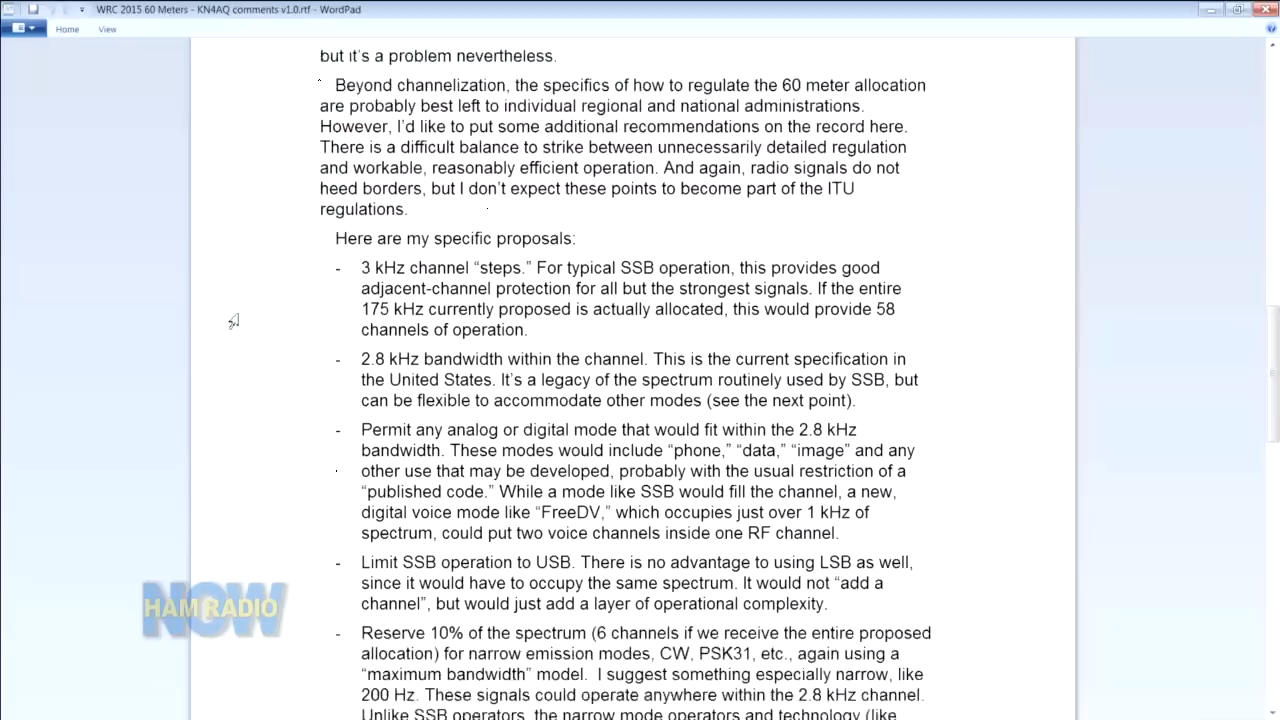 WRC 2015 60 Meters - KN4AQ comments v1.0.rtf - WordPad
Home View
but it's a problem nevertheless.
Beyond channelization, the specifics of how to regulate the 60 meter allocation
are probably best left to individual regional and national administrations.
However, I'd like to put some additional recommendations on the record here.
There is a difficult balance to strike between unnecessarily detailed regulation
and workable, reasonably efficient operation. And again, radio signals do not
heed borders, but I don't expect these points to become part of the ITU
regulations.
Here are my specific proposals:
- 3 kHz channel “steps.” For typical SSB operation, this provides good
adjacent-channel protection for all but the strongest signals. If the entire
175 kHz currently proposed is actually allocated, this would provide 58
channels of operation.
- 2.8 kHz bandwidth within the channel. This is the current specification in
the United States. It's a legacy of the spectrum routinely used by SSB, but
can be flexible to accommodate other modes (see the next point).
- Permit any analog or digital mode that would fit within the 2.8 kHz
bandwidth. These modes would include “phone,” “data,” “image” and any
other use that may be developed, probably with the usual restriction of a
“published code.” While a mode like SSB would fill the channel, a new,
digital voice mode like “FreeDV,” which occupies just over 1 kHz of
spectrum, could put two voice channels inside one RF channel.
- Limit SSB operation to USB. There is no advantage to using LSB as well,
since it would have to occupy the same spectrum. It would not “add a
channel”, but would just add a layer of operational complexity.
HAM RADIO
NOW
- Reserve 10% of the spectrum (6 channels if we receive the entire proposed
allocation) for narrow emission modes, CW, PSK31, etc., again using a
“maximum bandwidth” model. I suggest something especially narrow, like
200 Hz. These signals could operate anywhere within the 2.8 kHz channel.
Unlike SSB operators, the narrow mode operators and technology (like